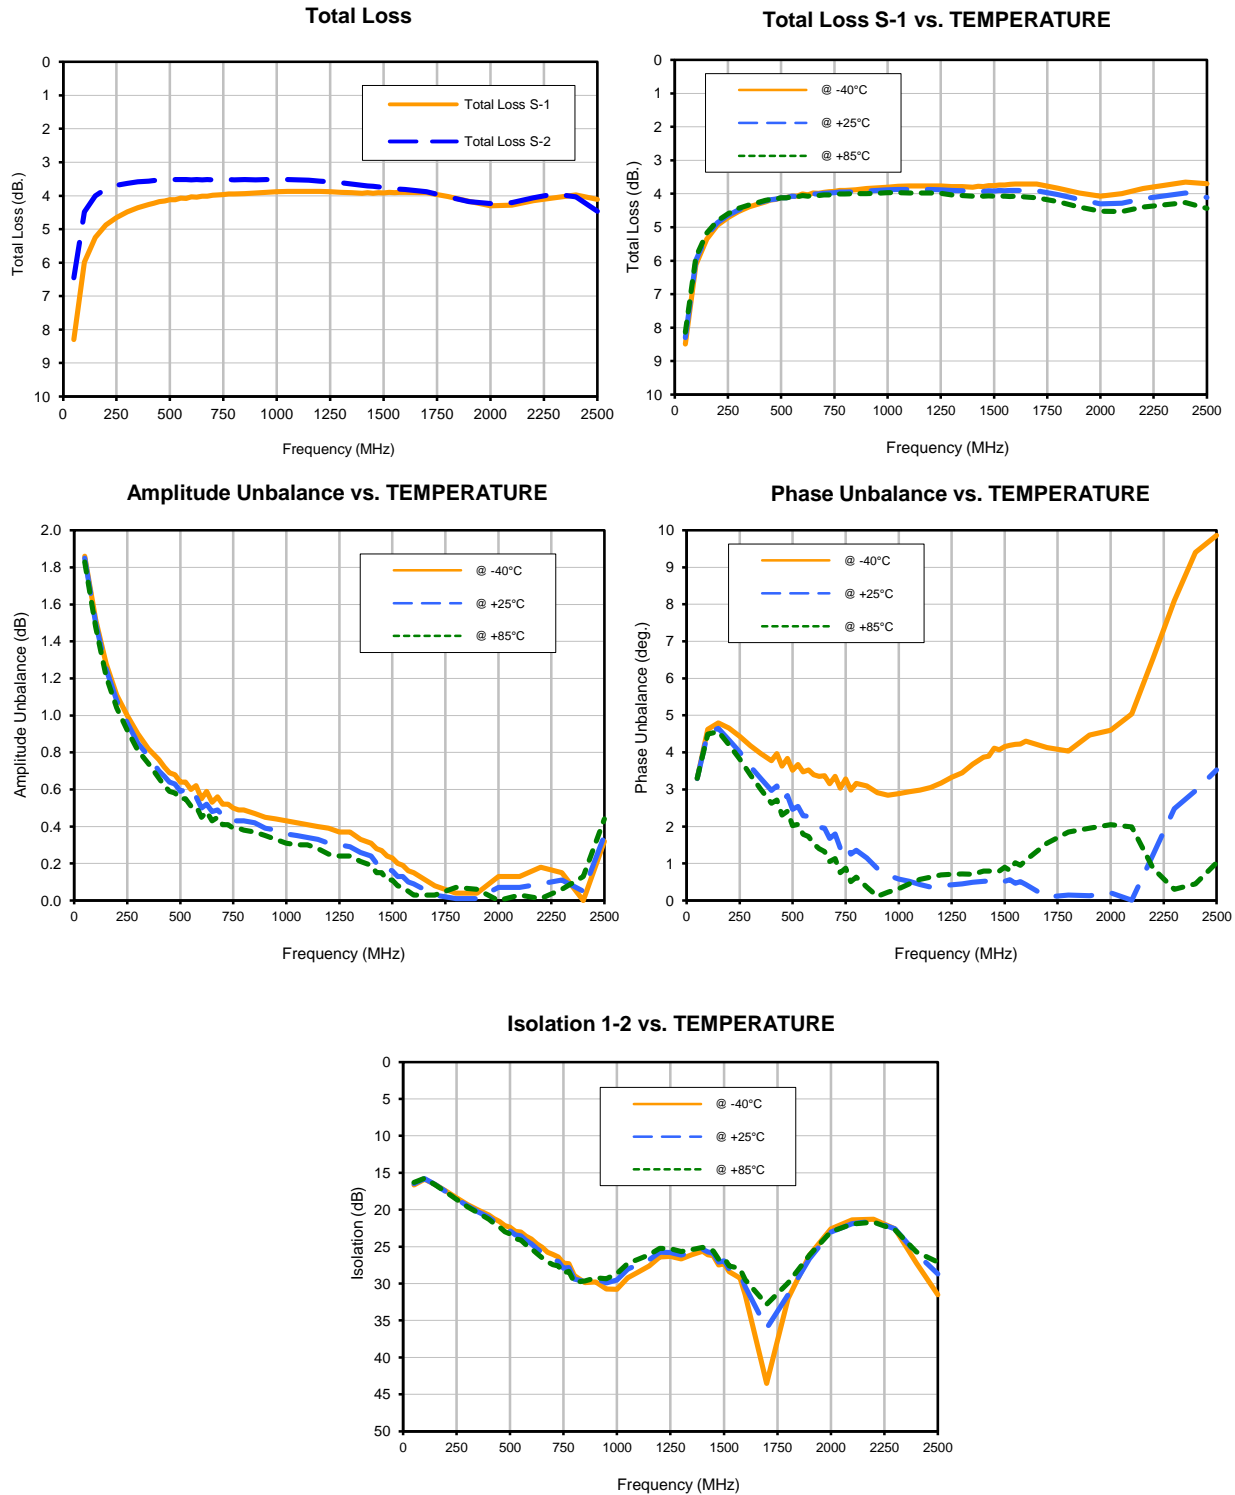 Total Loss
0
1
2
3
4
5
6
7
8
9
10
Total Loss (dB)
0 250 500 750 1000 1250 1500 1750 2000 2250 2500
Frequency (MHz)
Total Loss S-1
Total Loss S-2
Total Loss S-1 vs. TEMPERATURE
0
1
2
3
4
5
6
7
8
9
10
Total Loss (dB.)
0 250 500 750 1000 1250 1500 1750 2000 2250 2500
Frequency (MHz)
@ -40°C
@ +25°C
@ +85°C
Amplitude Unbalance vs. TEMPERATURE
2.0
1.8
1.6
1.4
1.2
1.0
0.8
0.6
0.4
0.2
0.0
Amplitude Unbalance (dB)
0 250 500 750 1000 1250 1500 1750 2000 2250 2500
Frequency (MHz)
@ -40°C
@ +25°C
@ +85°C
Phase Unbalance vs. TEMPERATURE
10
9
8
7
6
5
4
3
2
1
0
Phase Unbalance (deg.)
0 250 500 750 1000 1250 1500 1750 2000 2250 2500
Frequency (MHz)
@ -40°C
@ +25°C
@ +85°C
Isolation 1-2 vs. TEMPERATURE
0
5
10
15
20
25
30
35
40
45
50
Isolation (dB)
0 250 500 750 1000 1250 1500 1750 2000 2250 2500
Frequency (MHz)
@ -40°C
@ +25°C
@ +85°C